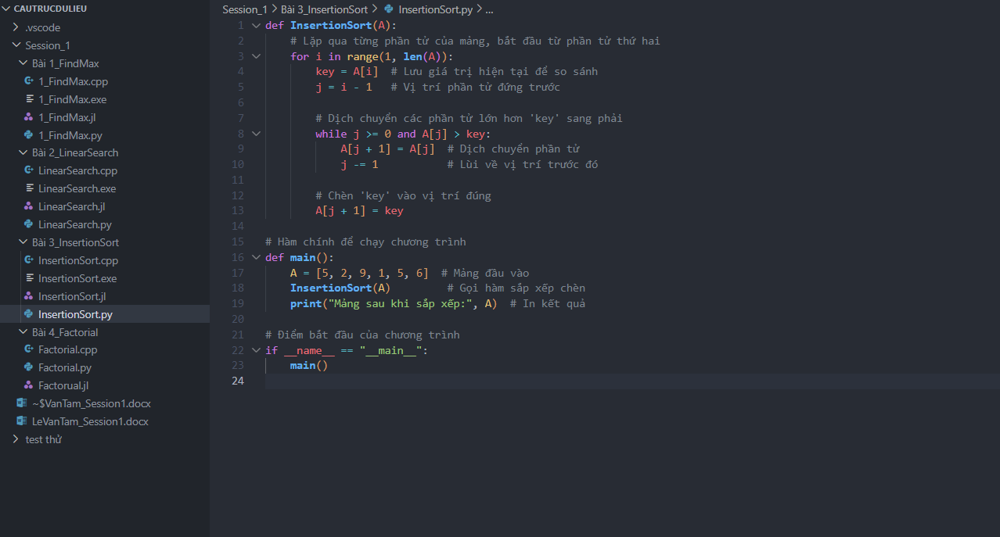 CAUTRUCDULIEU
.vscode
Session_1
Bài 1_FindMax
1_FindMax.cpp
1_FindMax.exe
1_FindMax.jl
1_FindMax.py
Bài 2_LinearSearch
LinearSearch.cpp
LinearSearch.exe
LinearSearch.jl
LinearSearch.py
Bài 3_InsertionSort
InsertionSort.cpp
InsertionSort.exe
InsertionSort.jl
InsertionSort.py
Bài 4_Factorial
Factorial.cpp
Factorial.py
Factorual.jl
~$VanTam_Session1.docx
LeVanTam_Session1.docx
test thử
Session_1 > Bài 3_InsertionSort > InsertionSort.py > ...
1 def InsertionSort(A):
2     # Lặp qua từng phần tử của mảng, bắt đầu từ phần tử thứ hai
3     for i in range(1, len(A)):
4         key = A[i]  # Lưu giá trị hiện tại để so sánh
5         j = i - 1   # Vị trí phần tử đứng trước
6
7         # Dịch chuyển các phần tử lớn hơn 'key' sang phải
8         while j >= 0 and A[j] > key:
9             A[j + 1] = A[j]  # Dịch chuyển phần tử
10             j -= 1           # Lùi về vị trí trước đó
11
12         # Chèn 'key' vào vị trí đúng
13         A[j + 1] = key
14
15 # Hàm chính để chạy chương trình
16 def main():
17     A = [5, 2, 9, 1, 5, 6]  # Mảng đầu vào
18     InsertionSort(A)         # Gọi hàm sắp xếp chèn
19     print("Mảng sau khi sắp xếp:", A)  # In kết quả
20
21 # Điểm bắt đầu của chương trình
22 if __name__ == "__main__":
23     main()
24